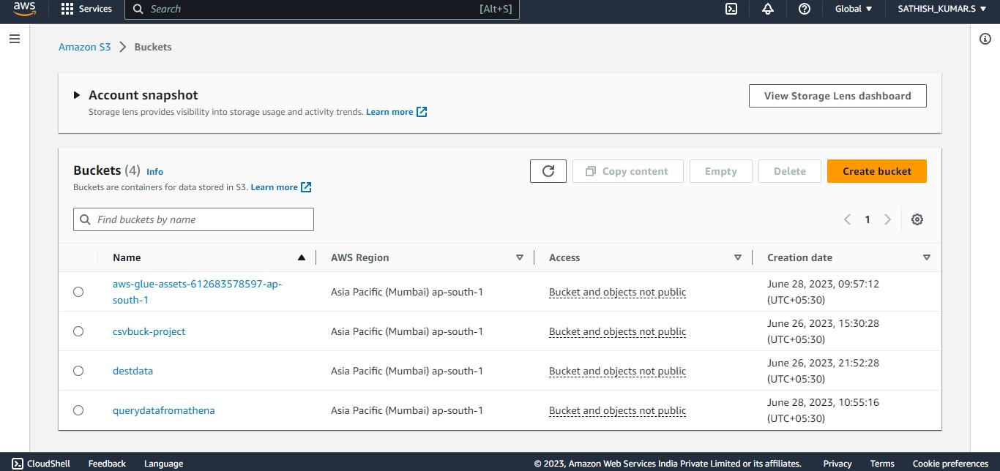 aws
Services
Search
[Alt+S]
Global
SATHISH_KUMAR.S
Amazon S3
Buckets
Account snapshot
View Storage Lens dashboard
Storage lens provides visibility into storage usage and activity trends. Learn more
Buckets (4) Info
Copy content
Empty
Delete
Create bucket
Buckets are containers for data stored in S3. Learn more
Find buckets by name
1
Name
AWS Region
Access
Creation date
aws-glue-assets-612683578597-ap-
south-1
Asia Pacific (Mumbai) ap-south-1
Bucket and objects not public
June 28, 2023, 09:57:12
(UTC+05:30)
csvbuck-project
Asia Pacific (Mumbai) ap-south-1
Bucket and objects not public
June 26, 2023, 15:30:28
(UTC+05:30)
destdata
Asia Pacific (Mumbai) ap-south-1
Bucket and objects not public
June 26, 2023, 21:52:28
(UTC+05:30)
querydatafromathena
Asia Pacific (Mumbai) ap-south-1
Bucket and objects not public
June 28, 2023, 10:55:16
(UTC+05:30)
CloudShell
Feedback
Language
© 2023, Amazon Web Services India Private Limited or its affiliates.
Privacy
Terms
Cookie preferences